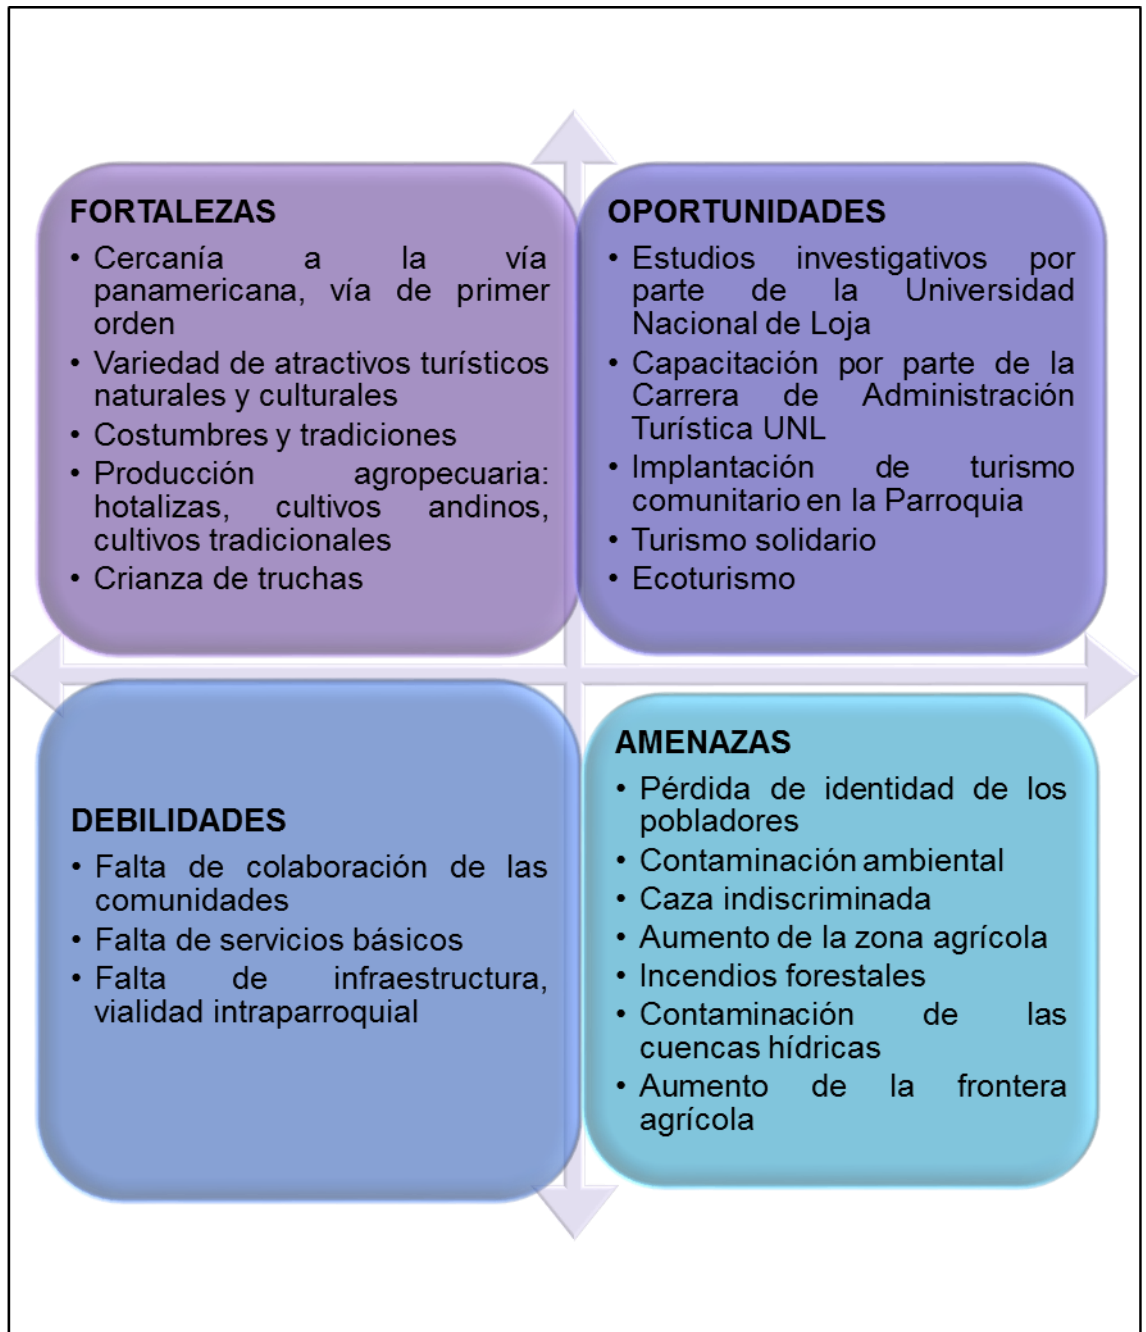 FORTALEZAS
• Cercanía a la vía
panamericana, vía de primer
orden
• Variedad de atractivos turísticos
naturales y culturales
• Costumbres y tradiciones
• Producción agropecuaria:
hotalizas, cultivos andinos,
cultivos tradicionales
• Crianza de truchas
OPORTUNIDADES
• Estudios investigativos por
parte de la Universidad
Nacional de Loja
• Capacitación por parte de la
Carrera de Administración
Turística UNL
• Implantación de turismo
comunitario en la Parroquia
• Turismo solidario
• Ecoturismo
DEBILIDADES
• Falta de colaboración de las
comunidades
• Falta de servicios básicos
• Falta de infraestructura,
vialidad intraparroquial
AMENAZAS
• Pérdida de identidad de los
pobladores
• Contaminación ambiental
• Caza indiscriminada
• Aumento de la zona agrícola
• Incendios forestales
• Contaminación de las
cuencas hídricas
• Aumento de la frontera
agrícola